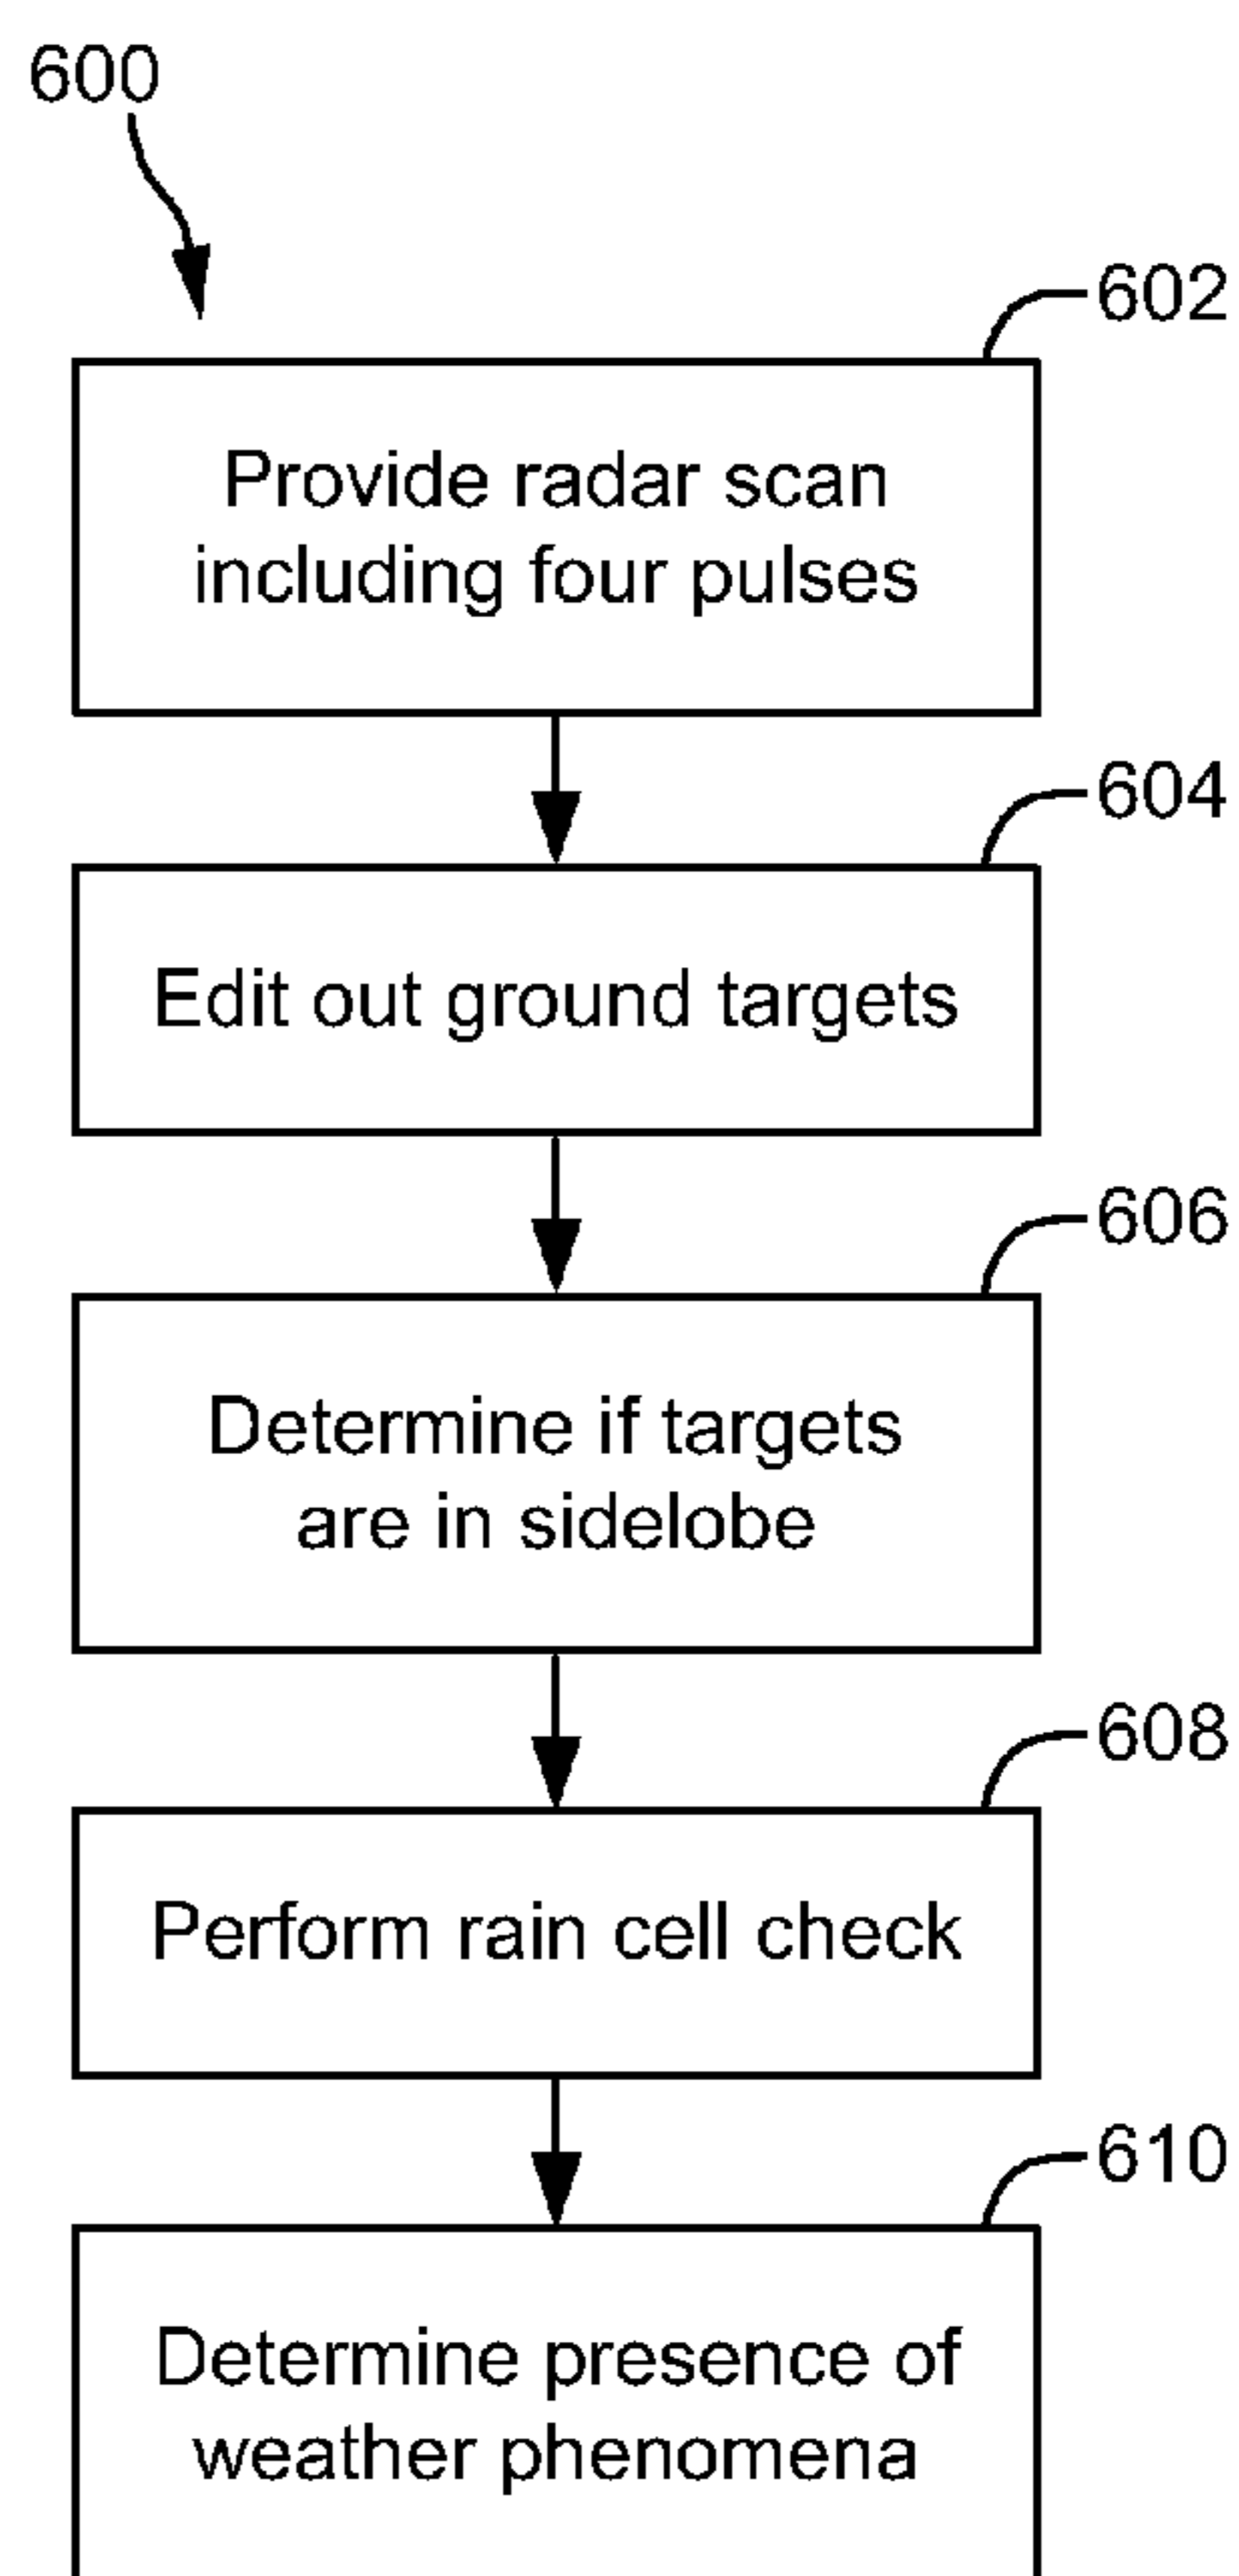 600
602
Provide radar scan
including four pulses
604
Edit out ground targets
606
Determine if targets
are in sidelobe
608
Perform rain cell check
610
Determine presence of
weather phenomena